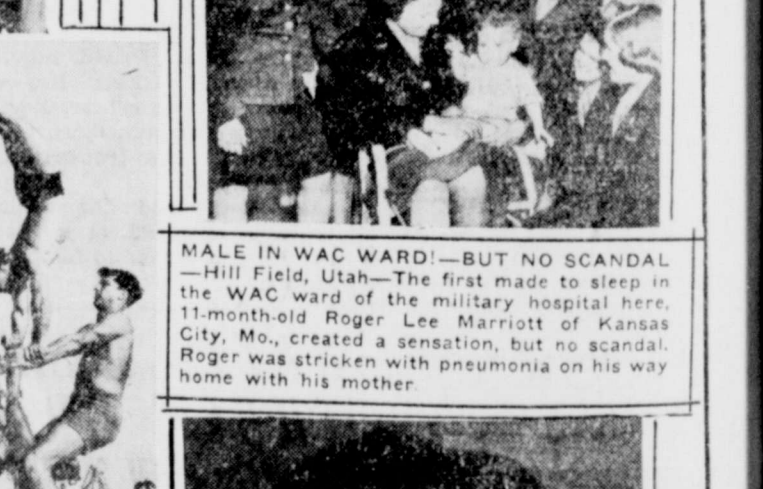 MALE IN WAC WARD!—BUT NO SCANDAL
—Hill Field, Utah—The first made to sleep in
the WAC ward of the military hospital here,
11-month-old Roger Lee Marriott of Kansas
City, Mo., created a sensation, but no scandal.
Roger was stricken with pneumonia on his way
home with his mother.